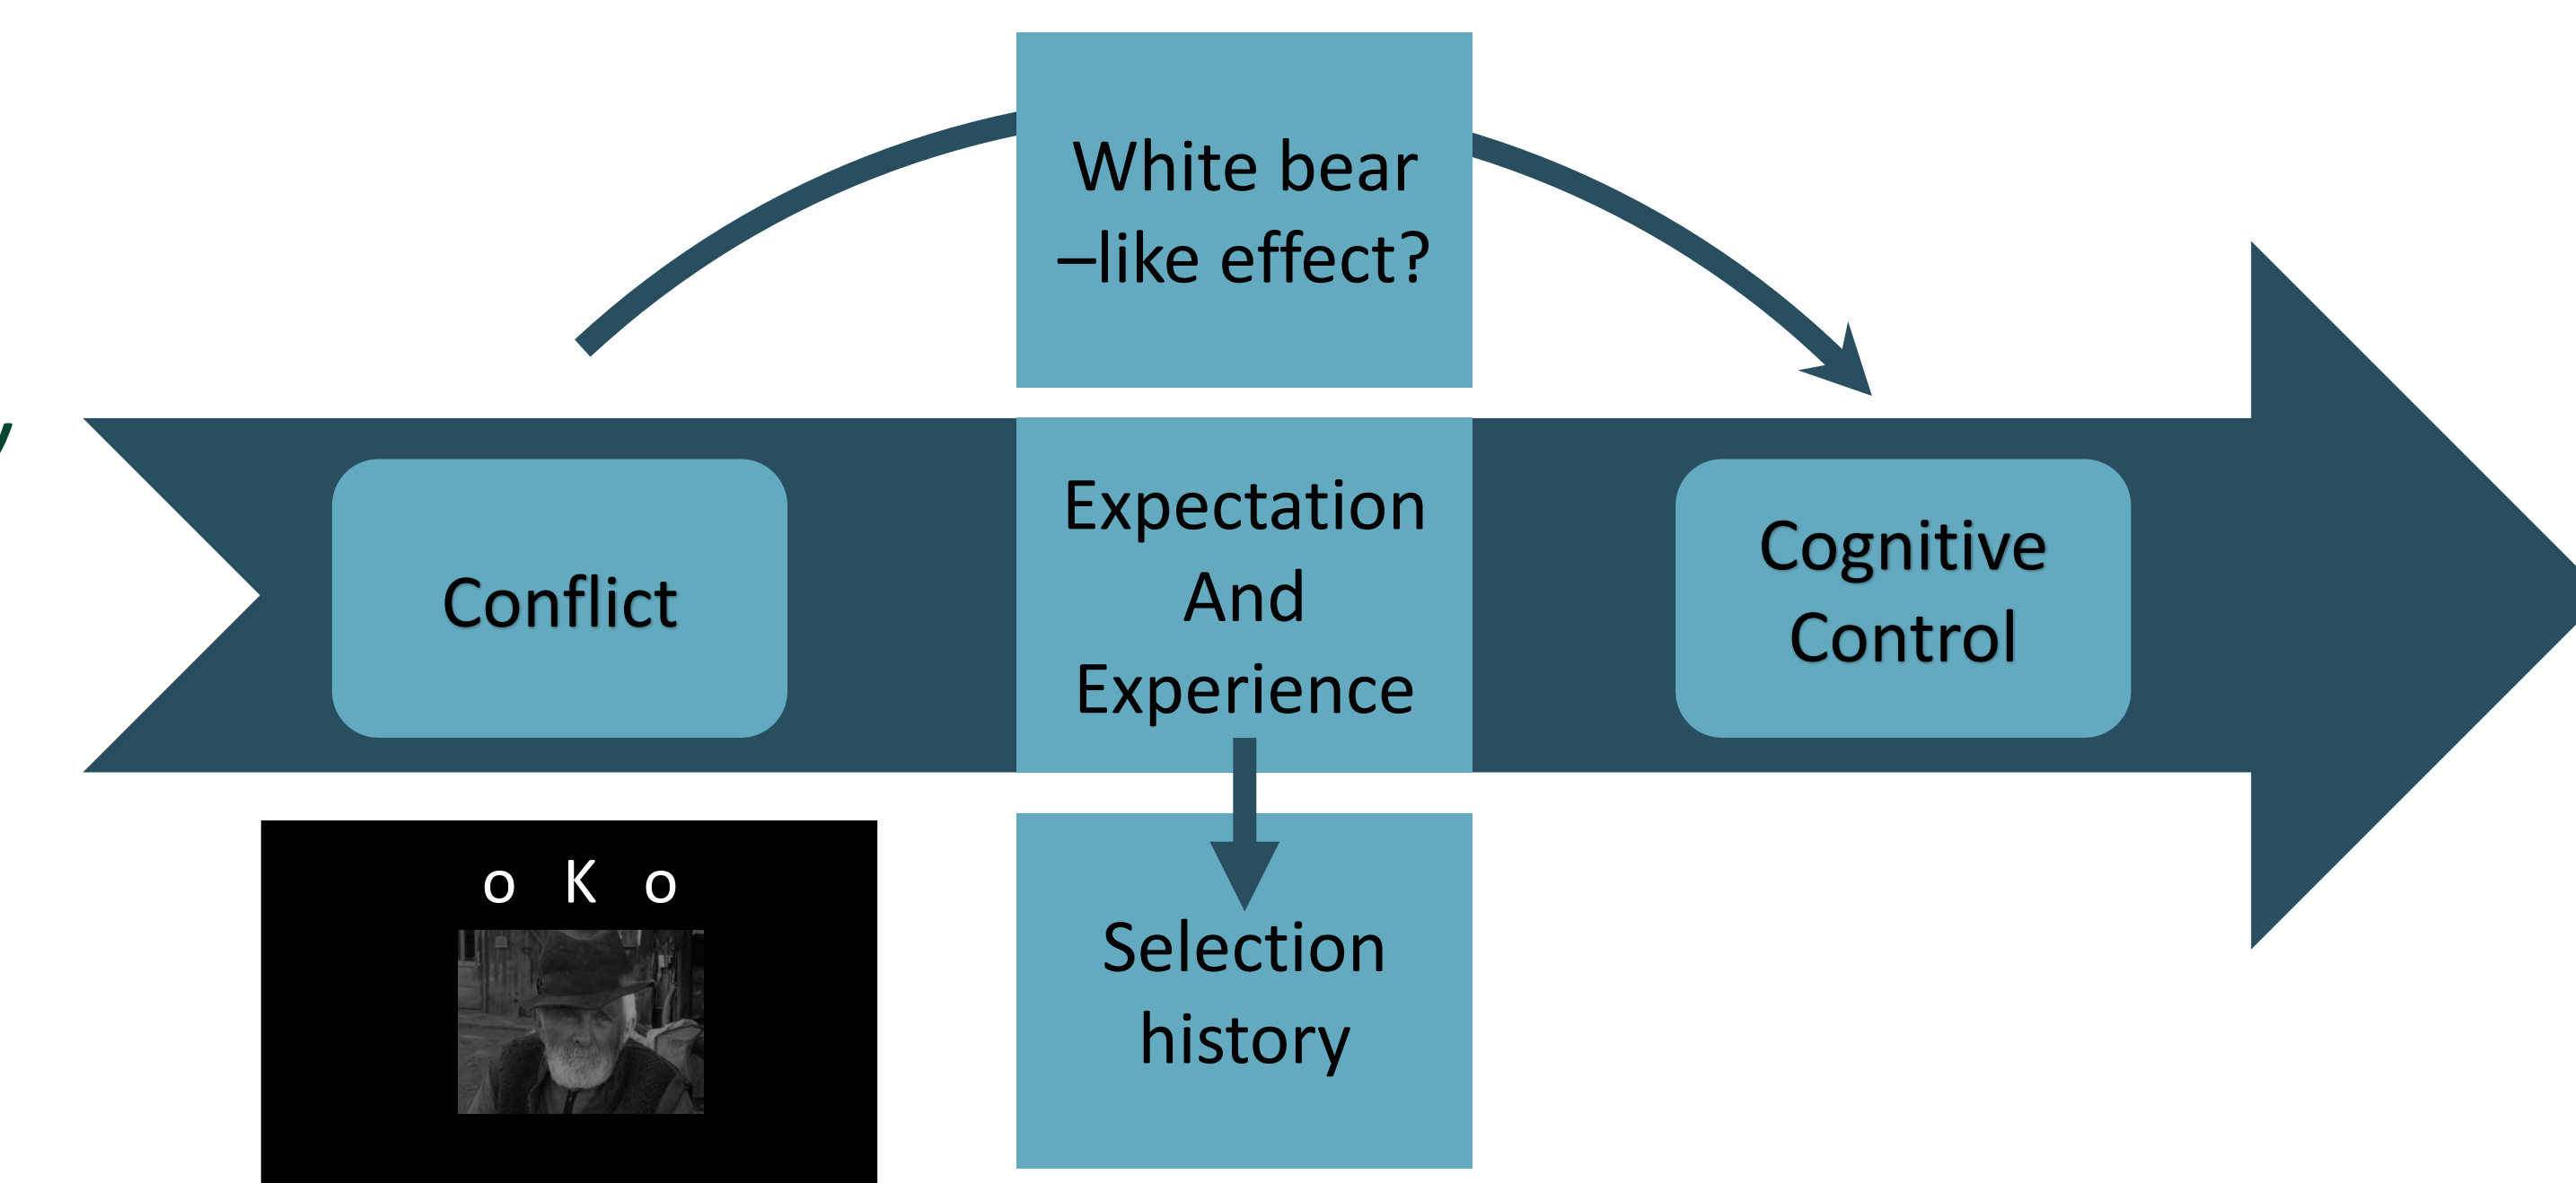 White bear
–like effect?
Conflict
Expectation
And
Experience
Cognitive
Control
o K o
Selection
history